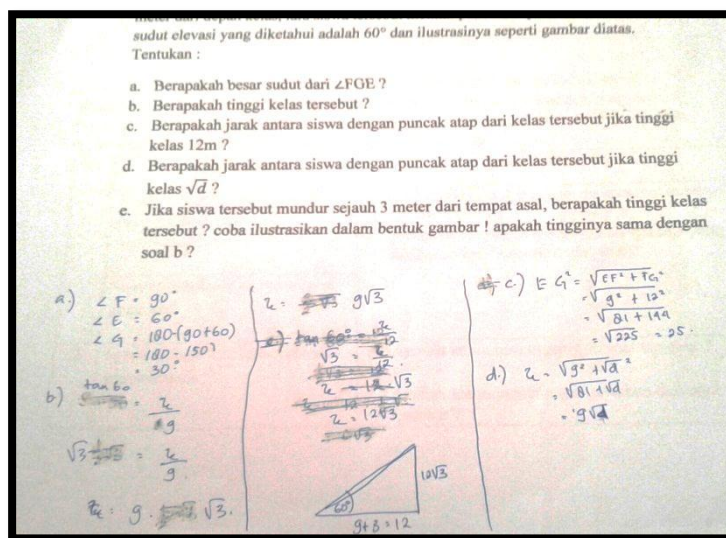 sudut elevasi yang diketahui adalah 60° dan ilustrasinya seperti gambar diatas.
Tentukan :
a. Berapakah besar sudut dari ∠FGE ?
b. Berapakah tinggi kelas tersebut ?
c. Berapakah jarak antara siswa dengan puncak atap dari kelas tersebut jika tinggi
kelas 12m ?
d. Berapakah jarak antara siswa dengan puncak atap dari kelas tersebut jika tinggi
kelas √d ?
e. Jika siswa tersebut mundur sejauh 3 meter dari tempat asal, berapakah tinggi kelas
tersebut ? coba ilustrasikan dalam bentuk gambar ! apakah tingginya sama dengan
soal b ?
a.) ∠ F = 90°
∠ E = 60°
∠ G = 180-(90+60)
= 180 - 150°
= 30°
b) tan 60 = x/9
√3 = x/9
x = 9 . √3.
x = 9√3
√3 = x/12
x = 12.√3
x = 12√3
12√3
60°
9+3=12
c.) EG² = √EF² + FG²
= √9² + 12²
= √81 + 144
= √225 = 25.
d.) x = √9² + √d²
= √81 + √d
= 9√d